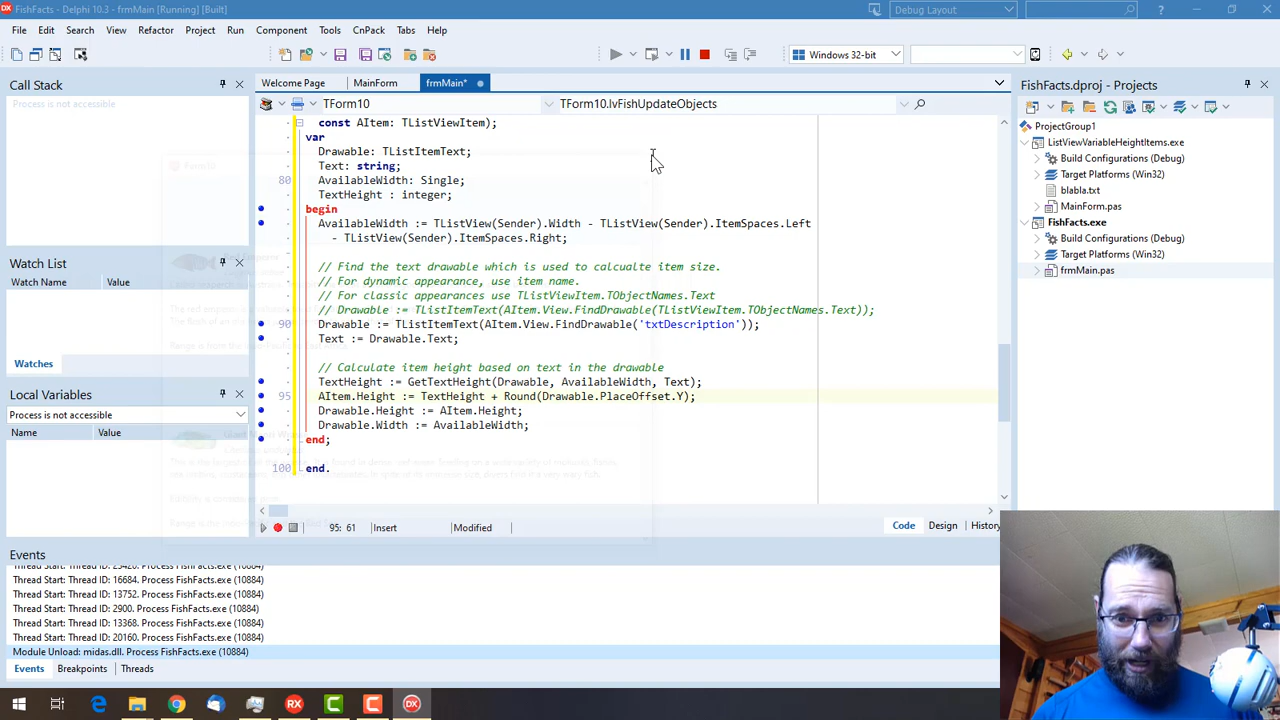 FishFacts - Delphi 10.3 - frmMain [Running] [Built]
Debug Layout
File Edit Search View Refactor Project Run Component Tools CnPack Tabs Help
Windows 32-bit
Call Stack
Process is not accessible
Welcome Page MainForm frmMain*
TForm10 TForm10.lvFishUpdateObjects
const AItem: TListViewItem);
var
Drawable: TListItemText;
Text: string;
80 AvailableWidth: Single;
TextHeight : integer;
begin
AvailableWidth := TListView(Sender).Width - TListView(Sender).ItemSpaces.Left
- TListView(Sender).ItemSpaces.Right;
// Find the text drawable which is used to calcualte item size.
// For dynamic appearance, use item name.
// For classic appearances use TListViewItem.TObjectNames.Text
// Drawable := TListItemText(AItem.View.FindDrawable(TListViewItem.TObjectNames.Text));
90 Drawable := TListItemText(AItem.View.FindDrawable('txtDescription'));
Text := Drawable.Text;
// Calculate item height based on text in the drawable
TextHeight := GetTextHeight(Drawable, AvailableWidth, Text);
95 AItem.Height := TextHeight + Round(Drawable.PlaceOffset.Y);
Drawable.Height := AItem.Height;
Drawable.Width := AvailableWidth;
end;
100 end.
95: 61 Insert Modified
Code Design History
Watch List
Watch Name Value
Watches
Local Variables
Process is not accessible
Name Value
FishFacts.dproj - Projects
ProjectGroup1
ListViewVariableHeightItems.exe
Build Configurations (Debug)
Target Platforms (Win32)
blabla.txt
MainForm.pas
FishFacts.exe
Build Configurations (Debug)
Target Platforms (Win32)
frmMain.pas
Events
Thread Start: Thread ID: 16684. Process FishFacts.exe (10884)
Thread Start: Thread ID: 13752. Process FishFacts.exe (10884)
Thread Start: Thread ID: 2900. Process FishFacts.exe (10884)
Thread Start: Thread ID: 13368. Process FishFacts.exe (10884)
Thread Start: Thread ID: 20160. Process FishFacts.exe (10884)
Module Unload: midas.dll. Process FishFacts.exe (10884)
Events Breakpoints Threads